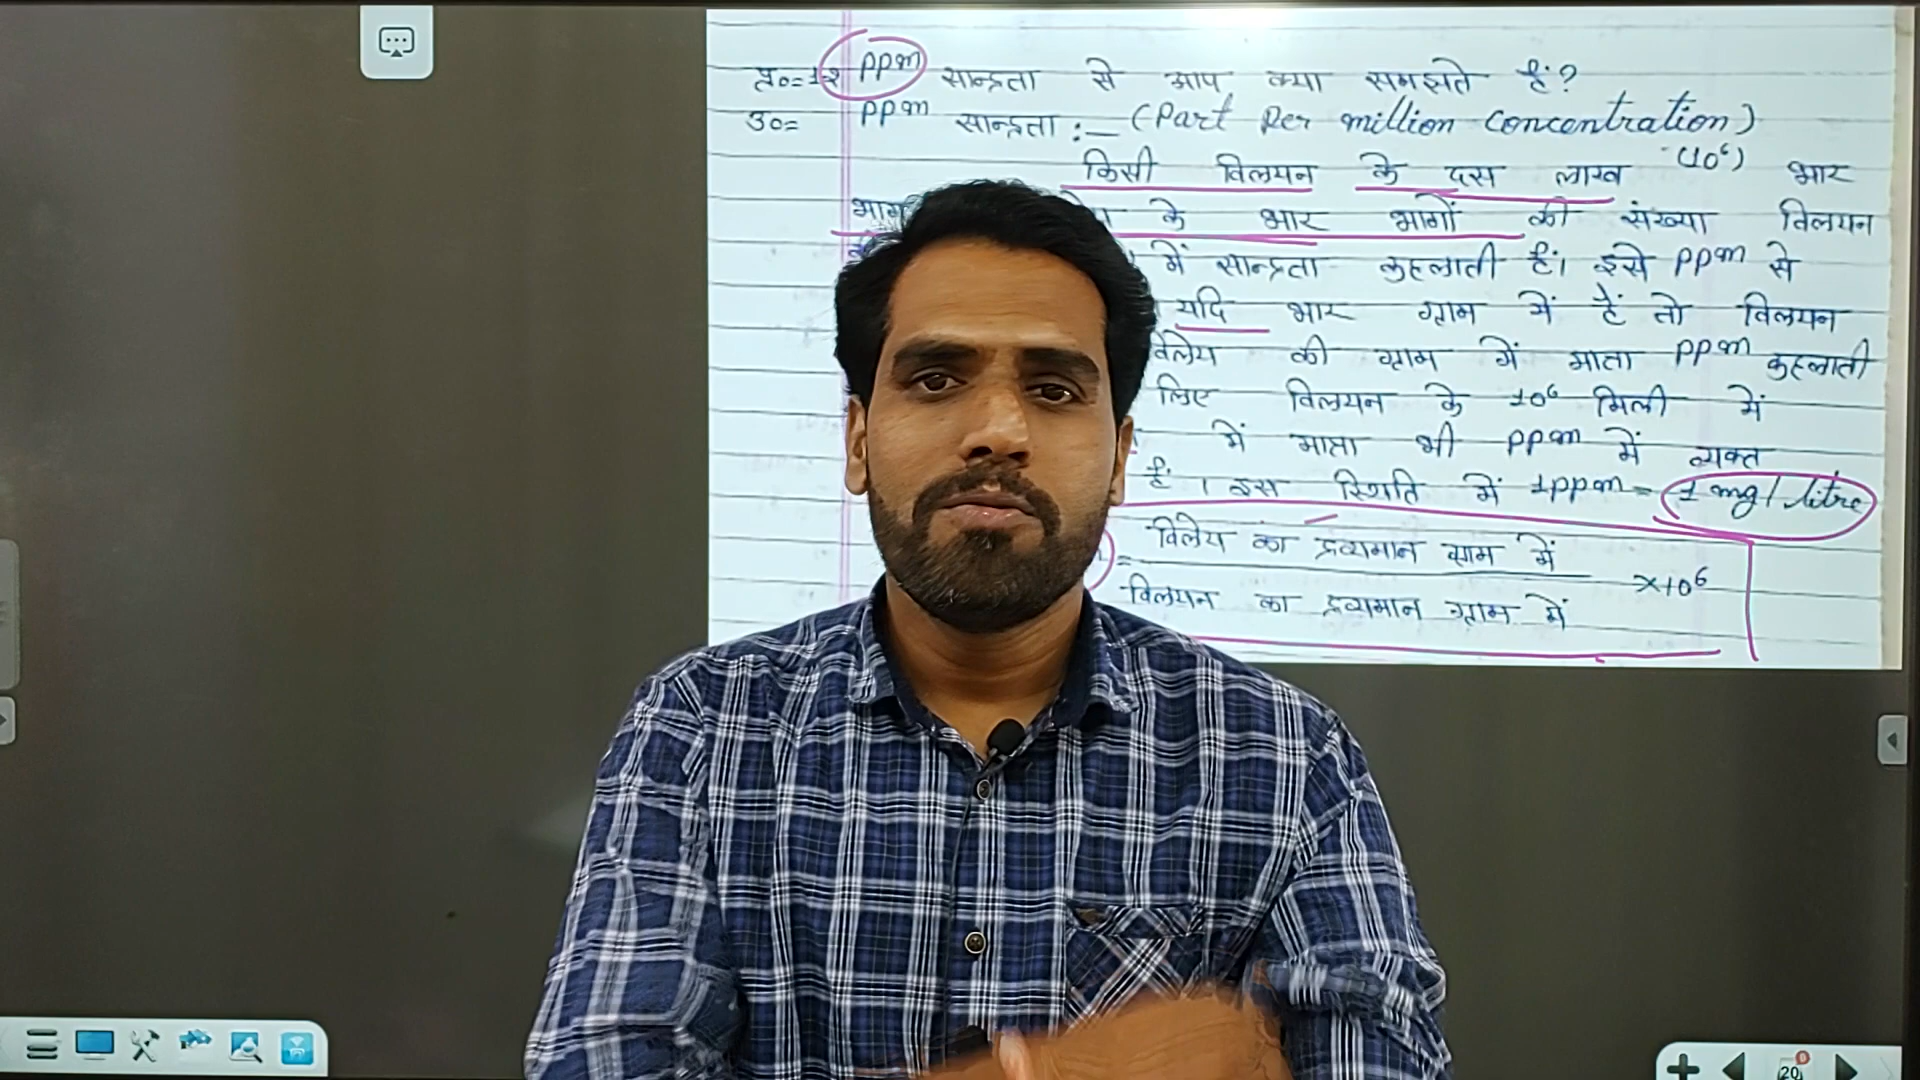 प्र०=12 ppm सान्द्रता से आप क्या समझते हैं?
उ०= ppm सान्द्रता :– (Part Per million concentration)
किसी विलयन के दस लाख (10⁶) भार
भाग के भार भागों की संख्या विलयन
में सान्द्रता कहलाती हैं। इसे ppm से
यदि भार ग्राम में हैं तो विलयन
विलेय की ग्राम में मात्रा ppm कहलाती
लिए विलयन के 10⁶ मिली में
में मात्रा भी ppm में व्यक्त
हैं। इस स्थिति में 1ppm = 1 mg/litre
= विलेय का द्रव्यमान ग्राम में
×10⁶
विलयन का द्रव्यमान ग्राम में
20